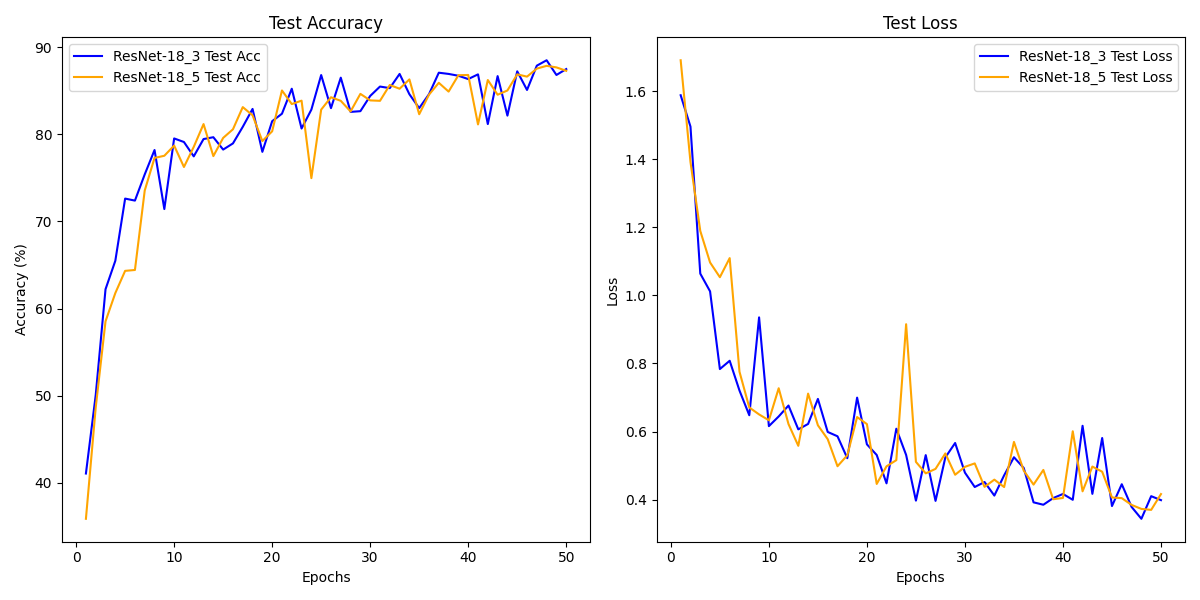 Test Accuracy
ResNet-18_3 Test Acc
ResNet-18_5 Test Acc
Accuracy (%)
90
80
70
60
50
40
0 10 20 30 40 50
Epochs
Test Loss
ResNet-18_3 Test Loss
ResNet-18_5 Test Loss
Loss
1.6
1.4
1.2
1.0
0.8
0.6
0.4
0 10 20 30 40 50
Epochs